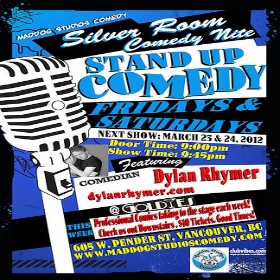 MADDOG STUDIOS COMEDY
Silver Room
Comedy Nite
STAND UP
COMEDY
FRIDAYS &
SATURDAYS
NEXT SHOW: MARCH 23 & 24, 2012
Door Time: 9:00pm
Show Time: 9:45pm
Featuring
COMEDIAN Dylan Rhymer
dylanrhymer.com
@GOLDIES
THIS WEEK
Professional Comics taking to the stage each week!
Check us out Downstairs. $10 Tickets. Good Times!
605 W. PENDER ST. VANCOUVER, BC
WWW.MADDOGSTUDIOSCOMEDY.COM
clubvibes.com